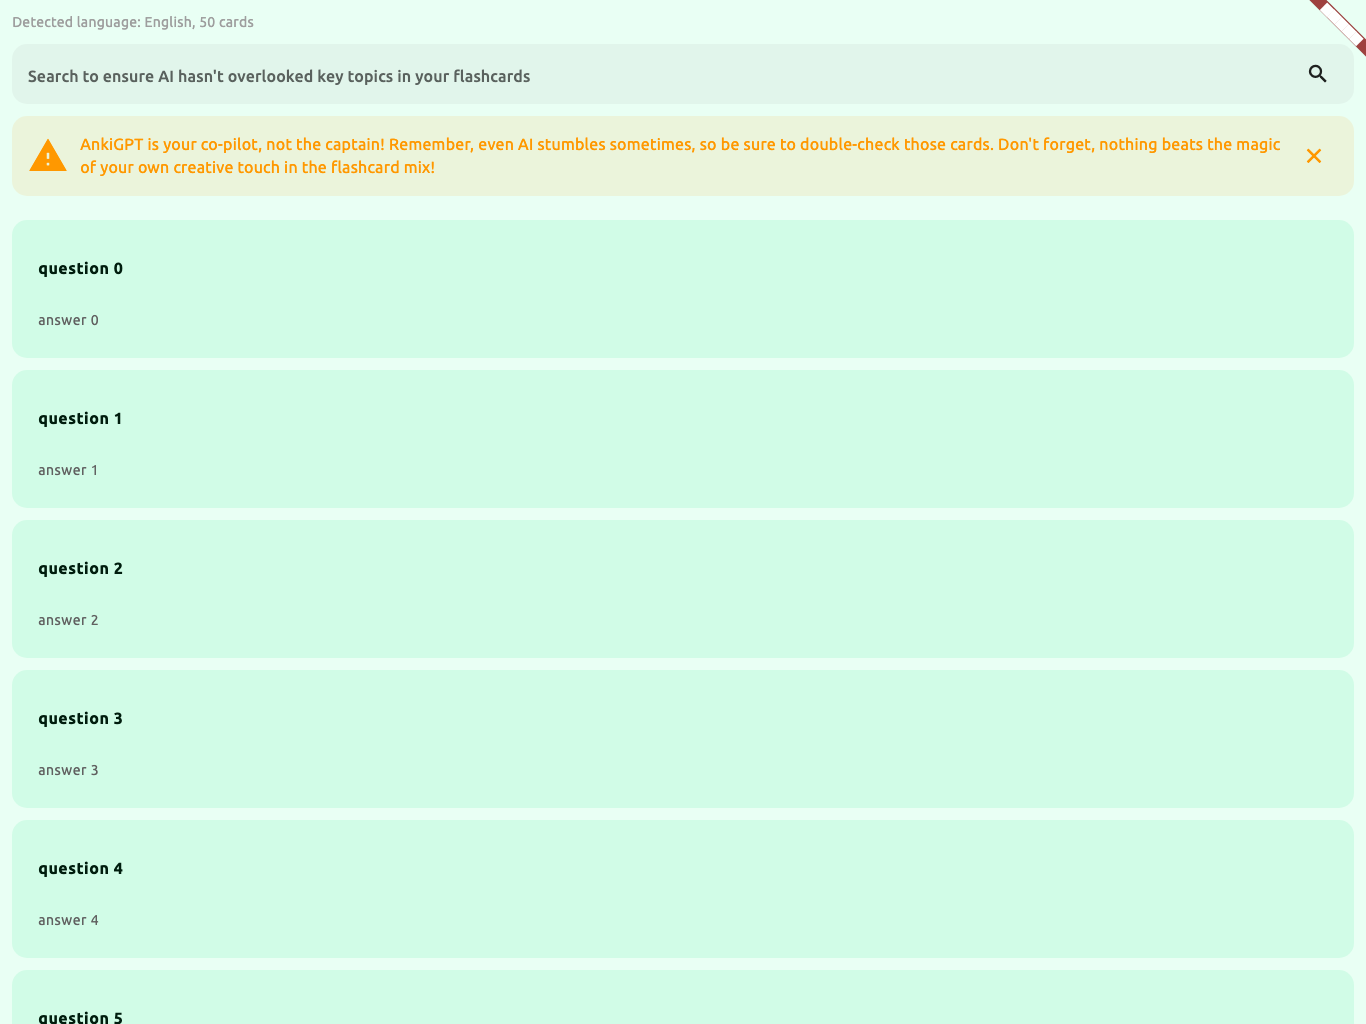 Detected language: English, 50 cards
Search to ensure AI hasn't overlooked key topics in your flashcards
AnkiGPT is your co-pilot, not the captain! Remember, even AI stumbles sometimes, so be sure to double-check those cards. Don't forget, nothing beats the magic
of your own creative touch in the flashcard mix!
question 0
answer 0
question 1
answer 1
question 2
answer 2
question 3
answer 3
question 4
answer 4
question 5